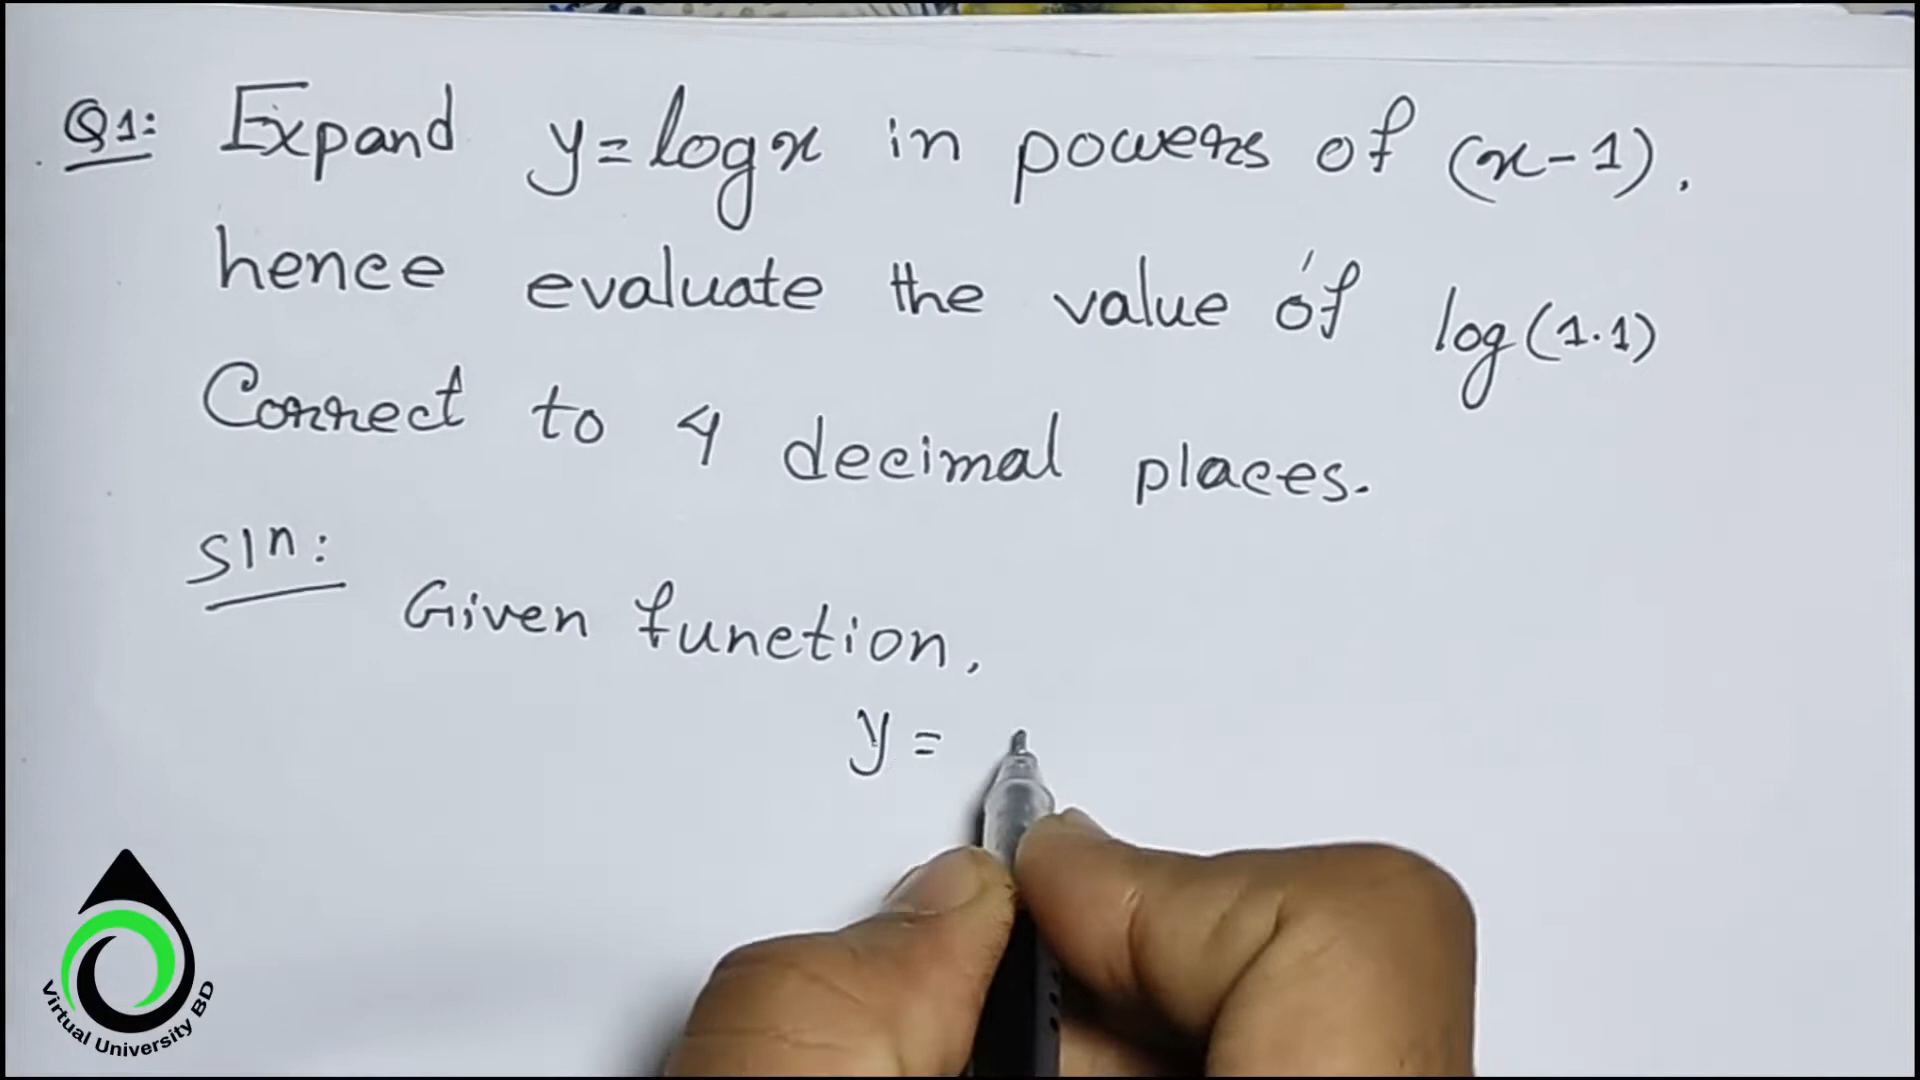 Q1: Expand y=logx in powers of (x-1).
hence evaluate the value of log(1.1)
Correct to 4 decimal places.
Slⁿ:
Given function,
y=
Virtual University BD